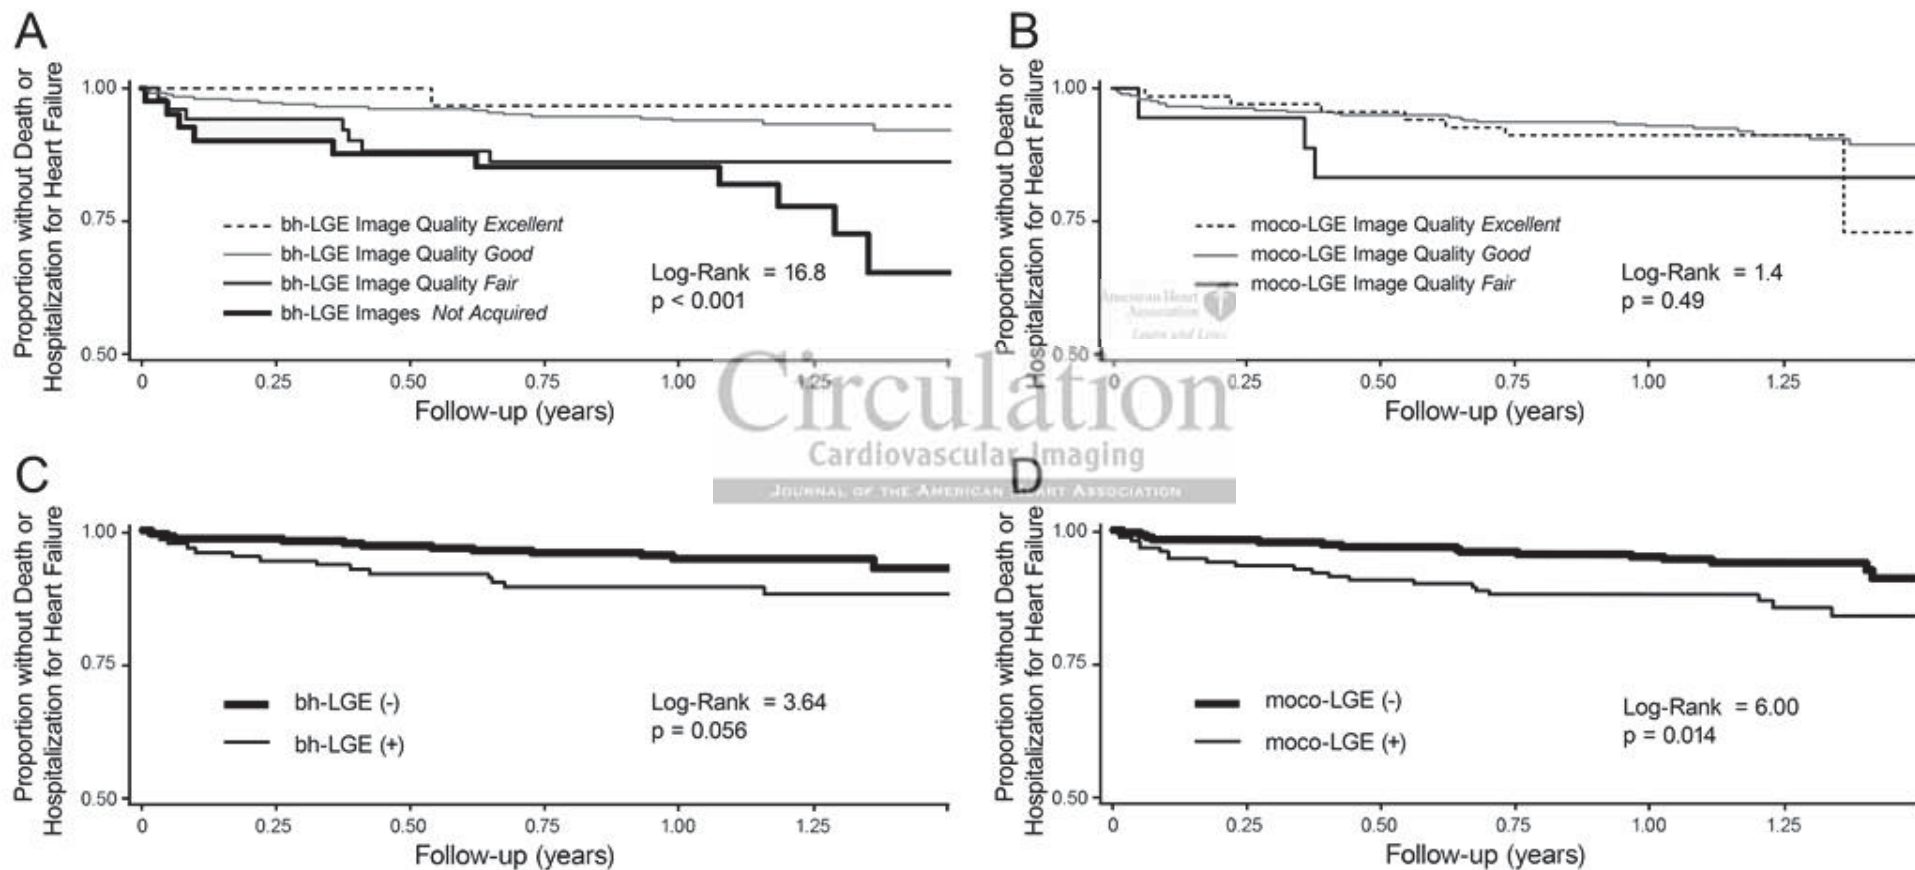 A
Proportion without Death or
Hospitalization for Heart Failure
1.00
0.75
0.50
bh-LGE Image Quality Excellent
bh-LGE Image Quality Good
bh-LGE Image Quality Fair
bh-LGE Images Not Acquired
Log-Rank = 16.8
p < 0.001
0 0.25 0.50 0.75 1.00 1.25
Follow-up (years)
B
Proportion without Death or
Hospitalization for Heart Failure
1.00
0.75
0.50
moco-LGE Image Quality Excellent
moco-LGE Image Quality Good
moco-LGE Image Quality Fair
Log-Rank = 1.4
p = 0.49
American Heart
Association
Learn and Live
0 0.25 0.50 0.75 1.00 1.25
Follow-up (years)
Circulation
Cardiovascular Imaging
JOURNAL OF THE AMERICAN HEART ASSOCIATION
C
Proportion without Death or
Hospitalization for Heart Failure
1.00
0.75
0.50
bh-LGE (-)
bh-LGE (+)
Log-Rank = 3.64
p = 0.056
0 0.25 0.50 0.75 1.00 1.25
Follow-up (years)
D
Proportion without Death or
Hospitalization for Heart Failure
1.00
0.75
0.50
moco-LGE (-)
moco-LGE (+)
Log-Rank = 6.00
p = 0.014
0 0.25 0.50 0.75 1.00 1.25
Follow-up (years)